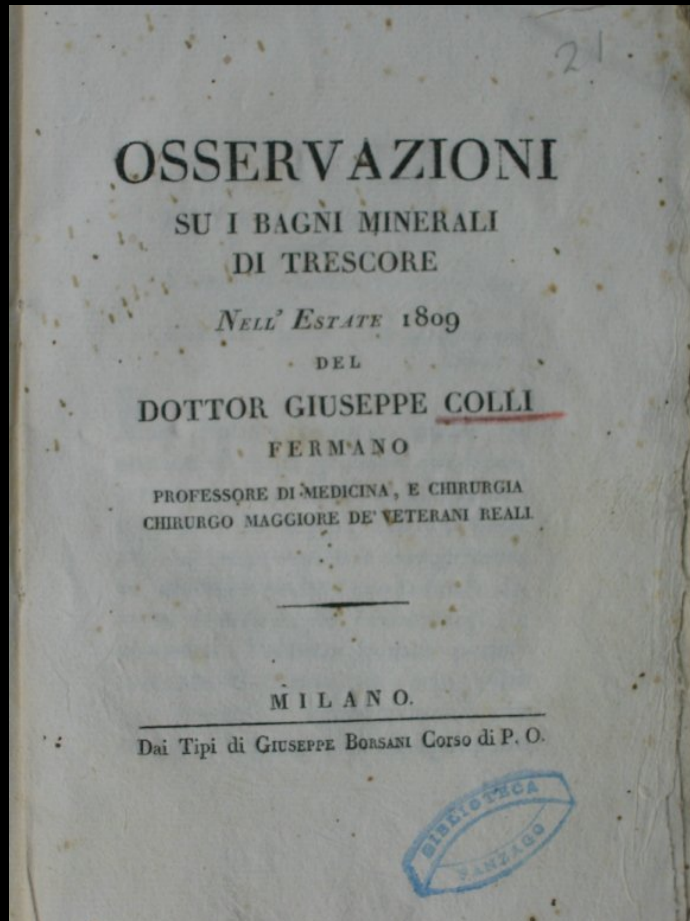 21
OSSERVAZIONI
SU I BAGNI MINERALI
DI TRESCORE
NELL' ESTATE 1809
DEL
DOTTOR GIUSEPPE COLLI
FERMANO
PROFESSORE DI MEDICINA, E CHIRURGIA
CHIRURGO MAGGIORE DE' VETERANI REALI.
MILANO.
Dai Tipi di GIUSEPPE BORSANI Corso di P. O.
BIBLIOTECA
FANZAGO